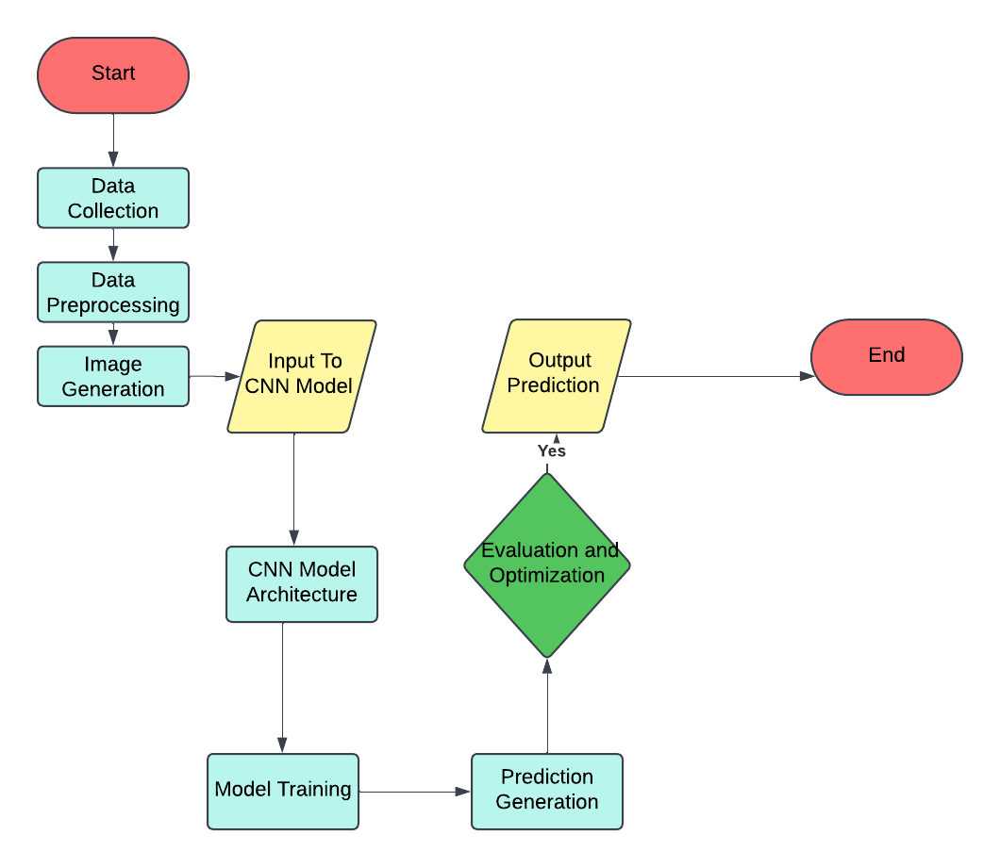 Start
Data
Collection
Data
Preprocessing
Image
Generation
Input To
CNN Model
CNN Model
Architecture
Model Training
Prediction
Generation
Evaluation and
Optimization
Yes
Output
Prediction
End